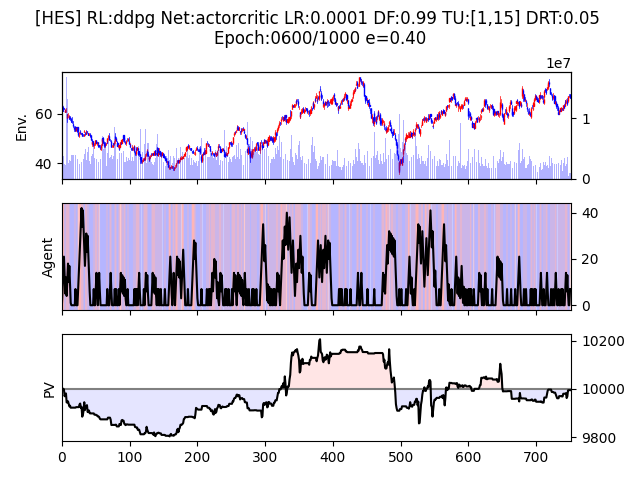 [HES] RL:ddpg Net:actorcritic LR:0.0001 DF:0.99 TU:[1,15] DRT:0.05
Epoch:0600/1000 e=0.40
1e7
Env.
60
40
1
0
Agent
40
20
0
PV
10200
10000
9800
0 100 200 300 400 500 600 700